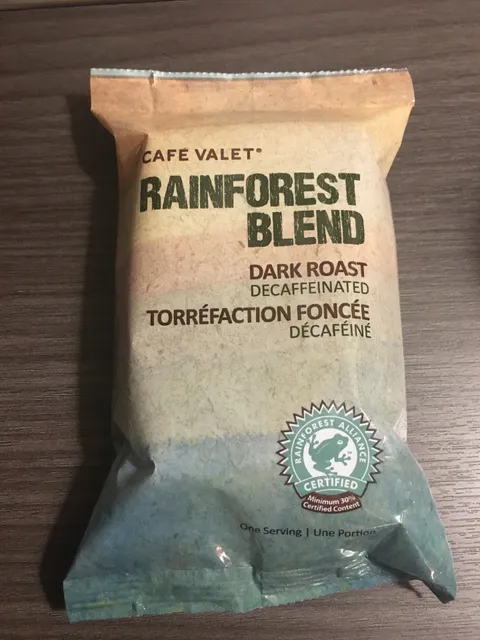 CAFÉ VALET®
RAINFOREST
BLEND
DARK ROAST
DECAFFEINATED
TORRÉFACTION FONCÉE
DÉCAFÉINÉ
RAINFOREST ALLIANCE
CERTIFIED
Minimum 30%
Certified Content
One Serving | Une Portion